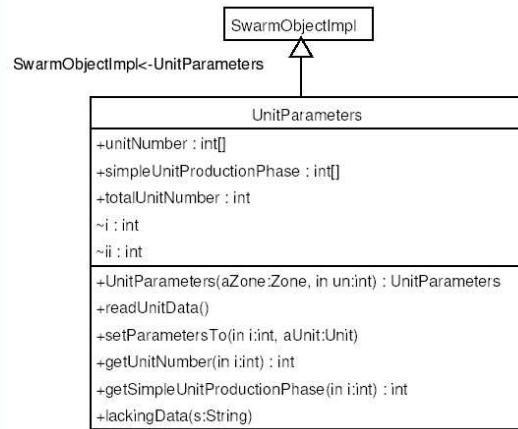 SwarmObjectImpl
SwarmObjectImpl<-UnitParameters
UnitParameters
+unitNumber : int[]
+simpleUnitProductionPhase : int[]
+totalUnitNumber : int
~i : int
~ii : int
+UnitParameters(aZone:Zone, in un:int) : UnitParameters
+readUnitData()
+setParametersTo(in i:int, aUnit:Unit)
+getUnitNumber(in i:int) : int
+getSimpleUnitProductionPhase(in i:int) : int
+lackingData(s:String)